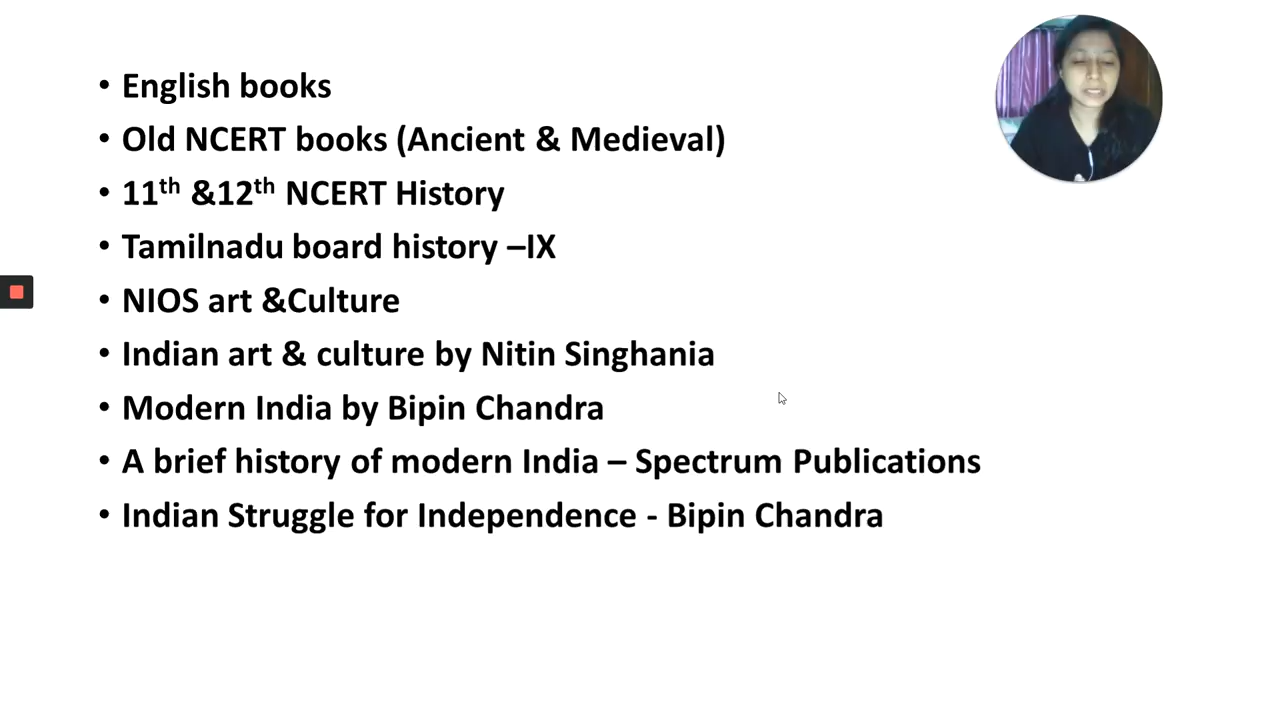 • English books
• Old NCERT books (Ancient & Medieval)
• 11th &12th NCERT History
• Tamilnadu board history –IX
• NIOS art &Culture
• Indian art & culture by Nitin Singhania
• Modern India by Bipin Chandra
• A brief history of modern India – Spectrum Publications
• Indian Struggle for Independence - Bipin Chandra